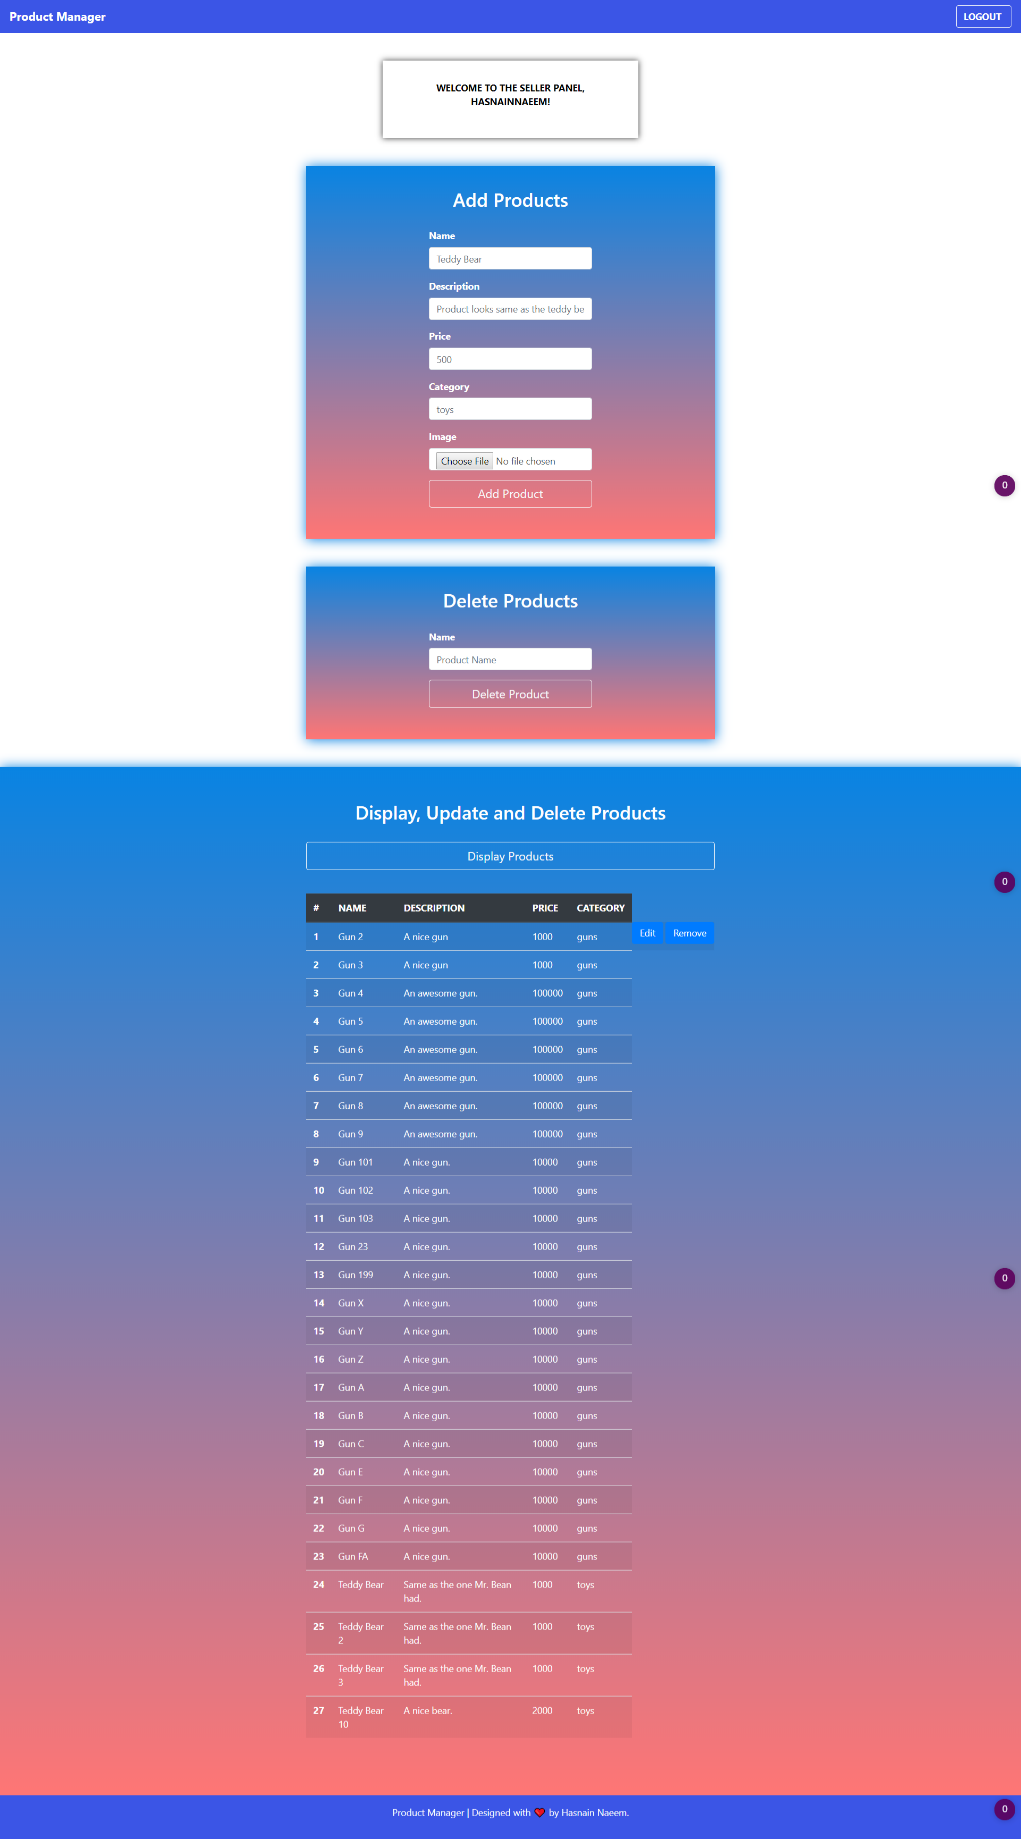 Product Manager
LOGOUT
WELCOME TO THE SELLER PANEL,
HASNAINNAEEM!
Add Products
Name
Teddy Bear
Description
Product looks same as the teddy be
Price
500
Category
toys
Image
Choose File No file chosen
Add Product
0
Delete Products
Name
Product Name
Delete Product
Display, Update and Delete Products
Display Products
0
# NAME DESCRIPTION PRICE CATEGORY
1 Gun 2 A nice gun 1000 guns Edit Remove
2 Gun 3 A nice gun 1000 guns
3 Gun 4 An awesome gun. 100000 guns
4 Gun 5 An awesome gun. 100000 guns
5 Gun 6 An awesome gun. 100000 guns
6 Gun 7 An awesome gun. 100000 guns
7 Gun 8 An awesome gun. 100000 guns
8 Gun 9 An awesome gun. 100000 guns
9 Gun 101 A nice gun. 10000 guns
10 Gun 102 A nice gun. 10000 guns
11 Gun 103 A nice gun. 10000 guns
12 Gun 23 A nice gun. 10000 guns
13 Gun 199 A nice gun. 10000 guns
0
14 Gun X A nice gun. 10000 guns
15 Gun Y A nice gun. 10000 guns
16 Gun Z A nice gun. 10000 guns
17 Gun A A nice gun. 10000 guns
18 Gun B A nice gun. 10000 guns
19 Gun C A nice gun. 10000 guns
20 Gun E A nice gun. 10000 guns
21 Gun F A nice gun. 10000 guns
22 Gun G A nice gun. 10000 guns
23 Gun FA A nice gun. 10000 guns
24 Teddy Bear Same as the one Mr. Bean 1000 toys
had.
25 Teddy Bear Same as the one Mr. Bean 1000 toys
2 had.
26 Teddy Bear Same as the one Mr. Bean 1000 toys
3 had.
27 Teddy Bear A nice bear. 2000 toys
10
Product Manager | Designed with ❤ by Hasnain Naeem.
0